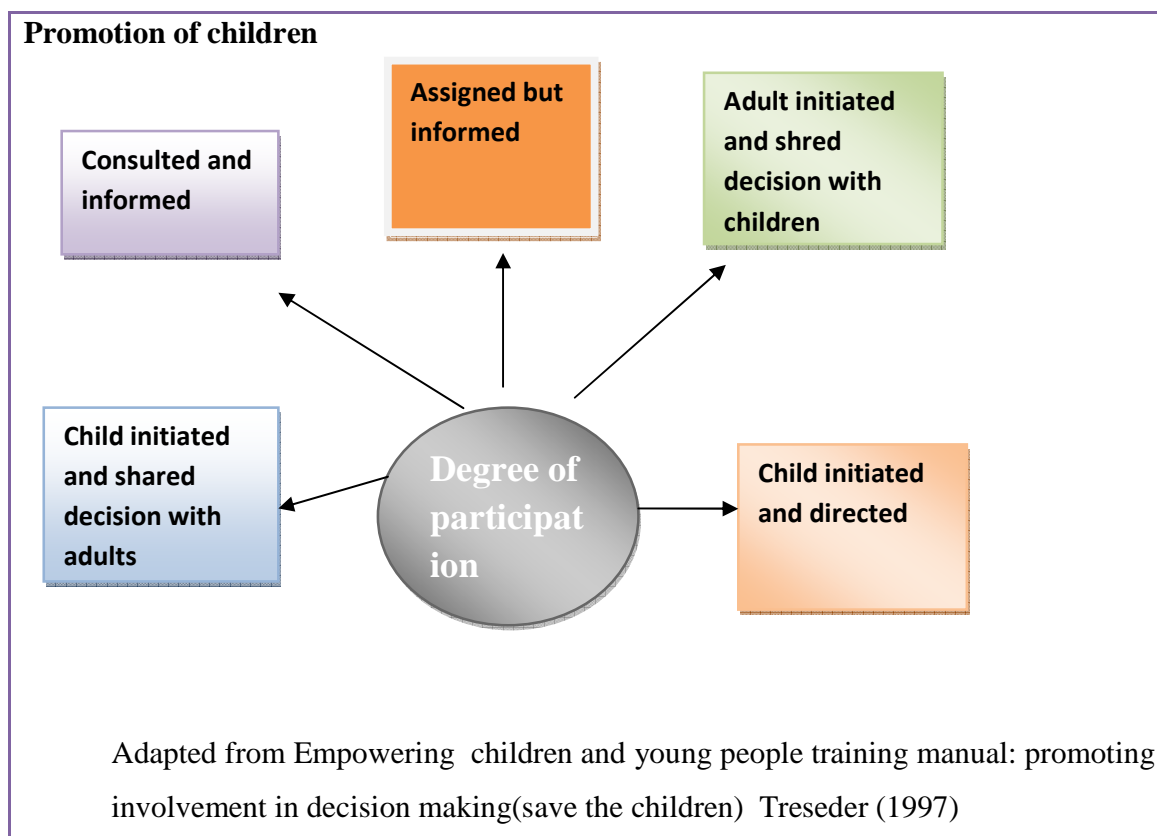 Promotion of children
Assigned but
informed
Adult initiated
and shred
decision with
children
Consulted and
informed
Child initiated
and shared
decision with
adults
Degree of
participat
ion
Child initiated
and directed
Adapted from Empowering children and young people training manual: promoting
involvement in decision making(save the children) Treseder (1997)